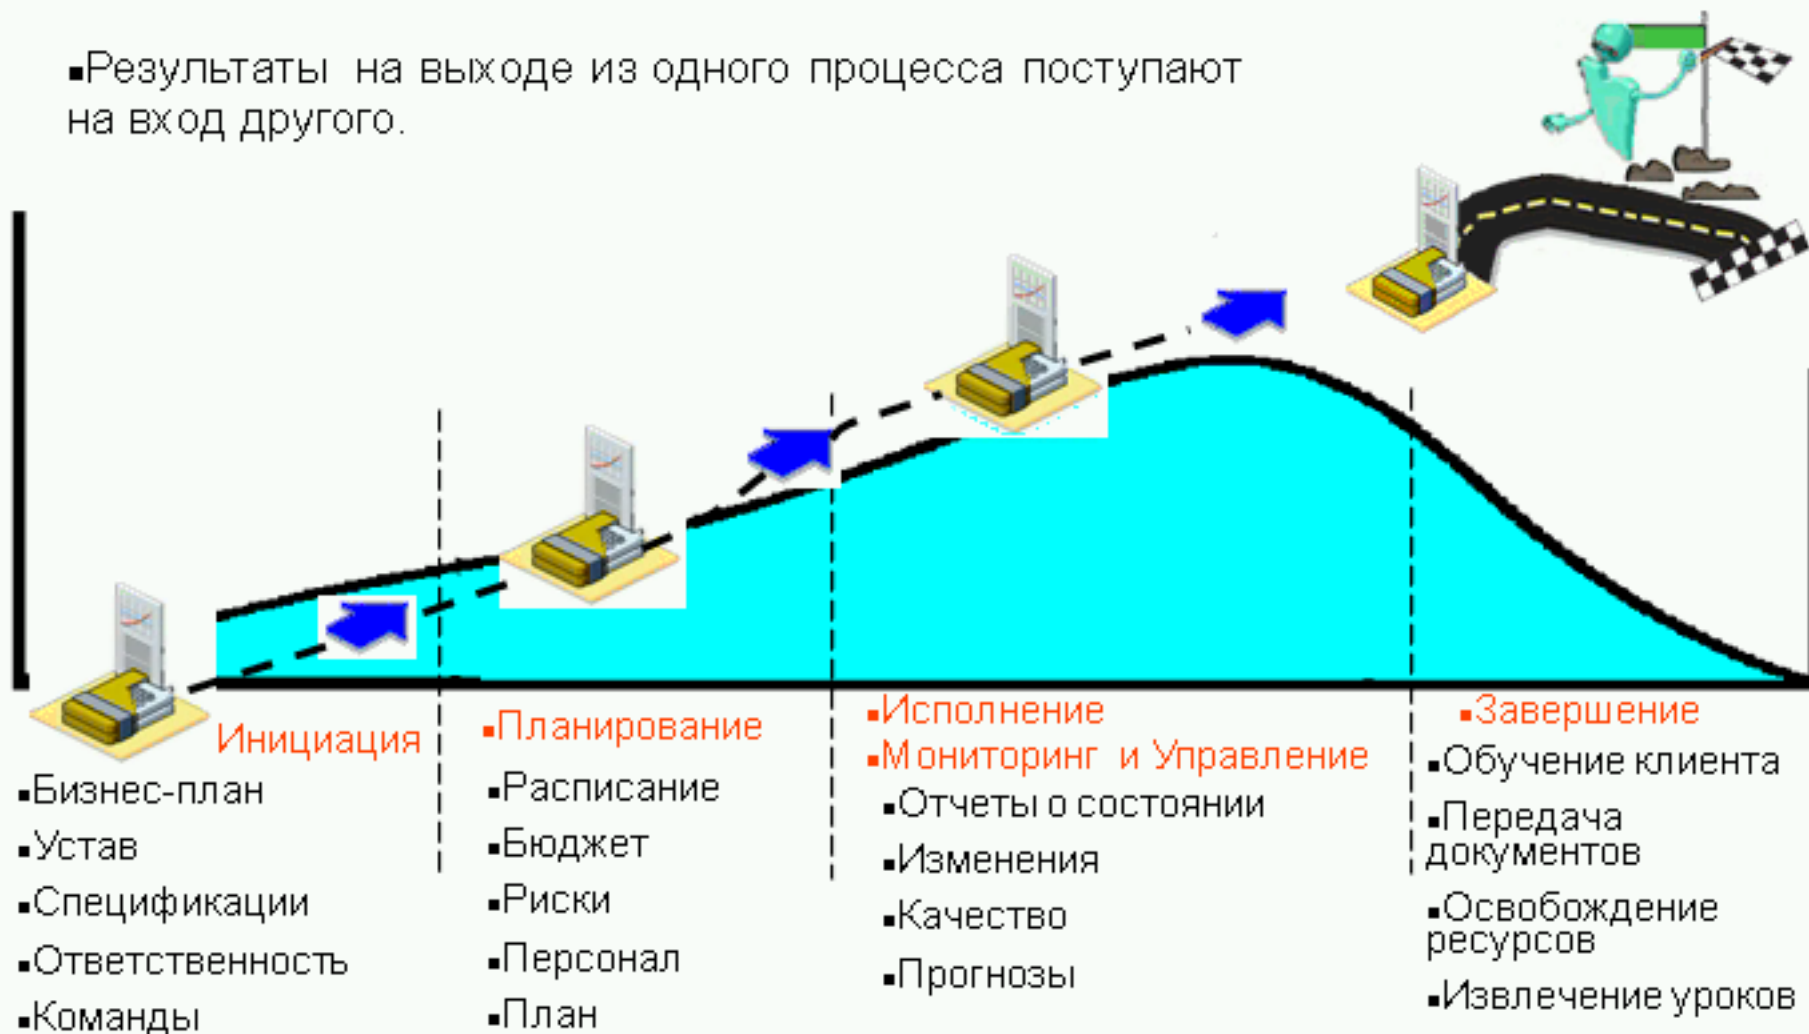 ▪Результаты на выходе из одного процесса поступают
на вход другого.
Инициация
▪Бизнес-план
▪Устав
▪Спецификации
▪Ответственность
▪Команды
▪Планирование
▪Расписание
▪Бюджет
▪Риски
▪Персонал
▪План
▪Исполнение
▪Мониторинг и Управление
▪Отчеты о состоянии
▪Изменения
▪Качество
▪Прогнозы
▪Завершение
▪Обучение клиента
▪Передача
документов
▪Освобождение
ресурсов
▪Извлечение уроков